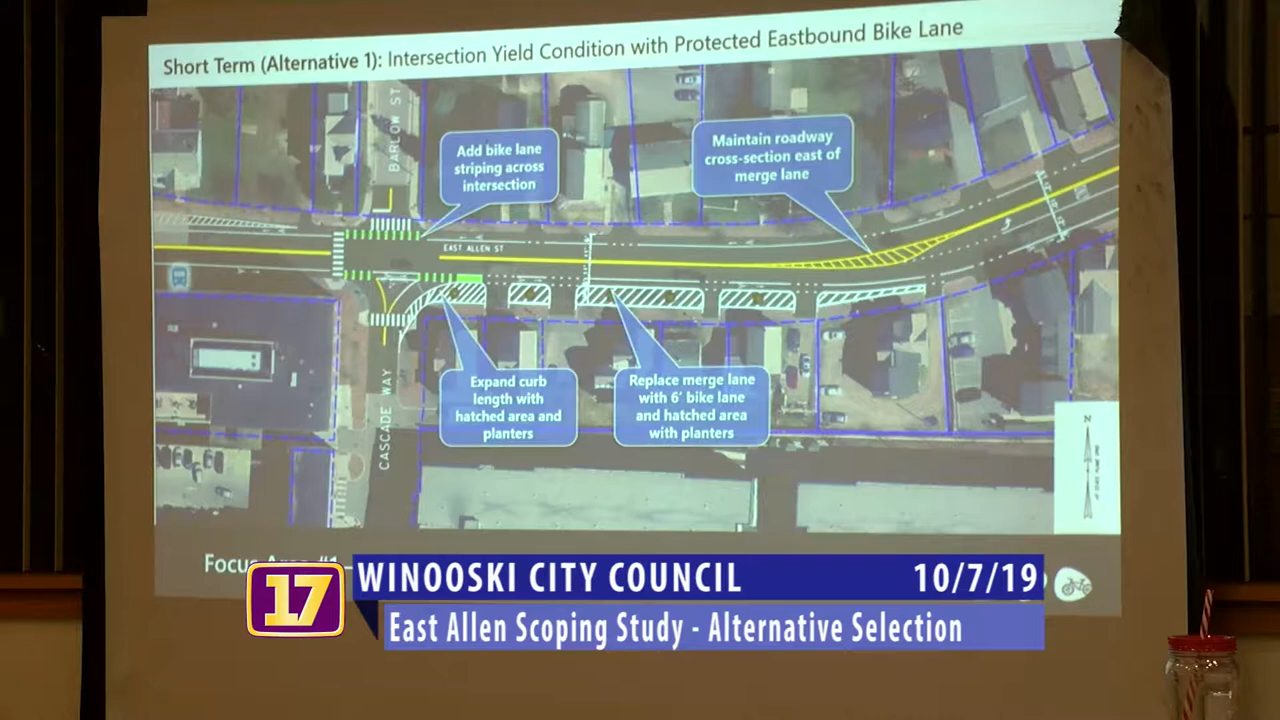 Short Term (Alternative 1): Intersection Yield Condition with Protected Eastbound Bike Lane
BARLOW ST
Add bike lane
striping across
intersection
Maintain roadway
cross-section east of
merge lane
EAST ALLEN ST
Expand curb
length with
hatched area and
planters
Replace merge lane
with 6' bike lane
and hatched area
with planters
CASCADE WAY
N
Focus Area #1
17
WINOOSKI CITY COUNCIL
10/7/19
East Allen Scoping Study - Alternative Selection